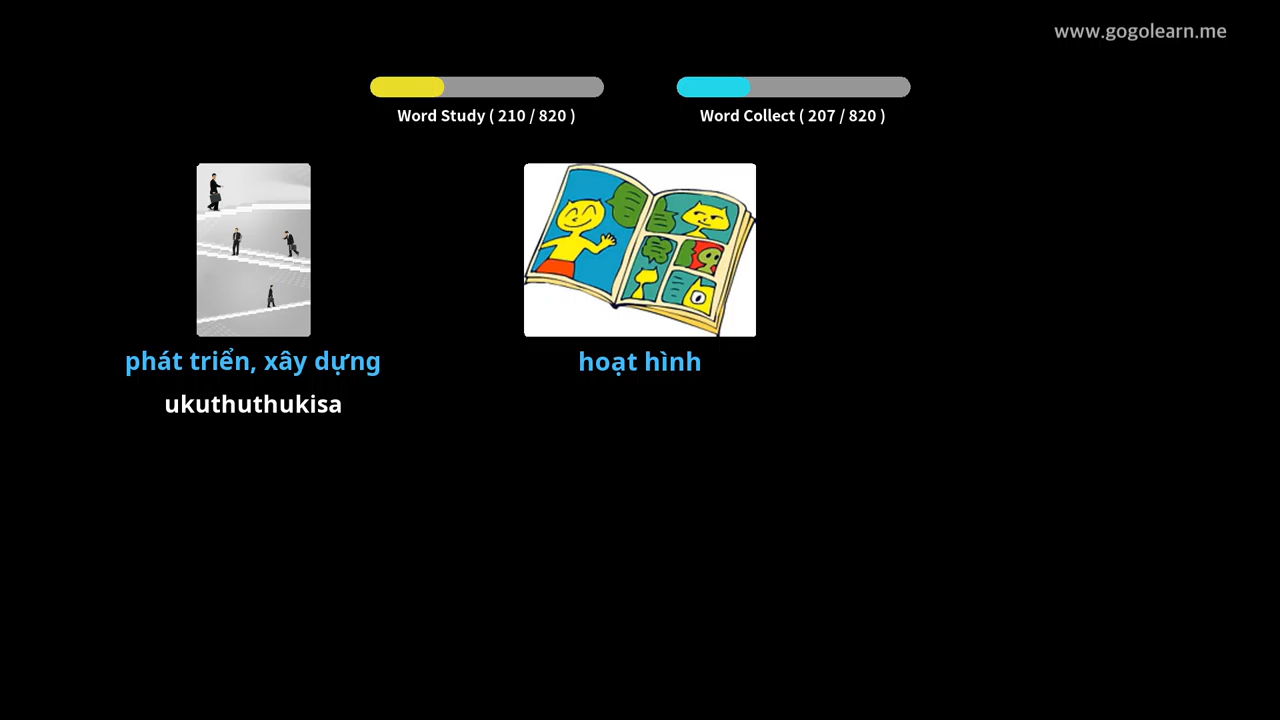 www.gogolearn.me
Word Study ( 210 / 820 )
Word Collect ( 207 / 820 )
phát triển, xây dựng
ukuthuthukisa
hoạt hình